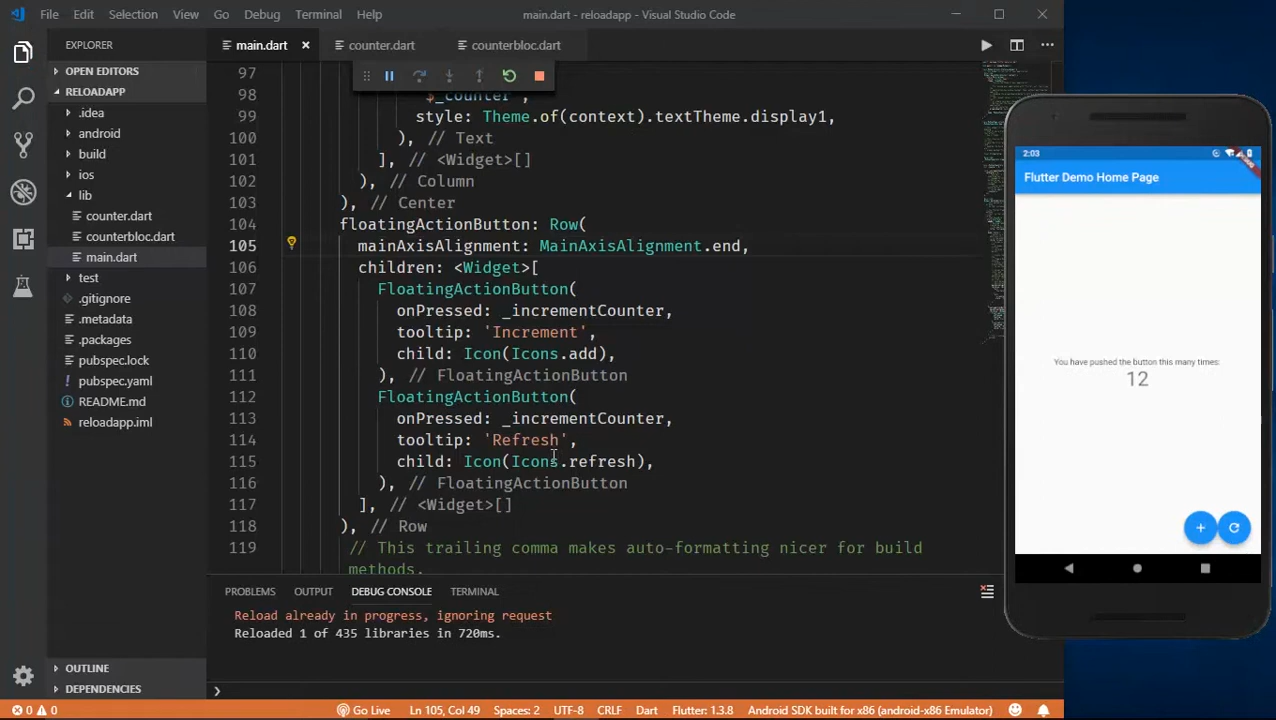 File Edit Selection View Go Debug Terminal Help
main.dart - reloadapp - Visual Studio Code
EXPLORER
OPEN EDITORS
RELOADAPP
.idea
android
build
ios
lib
counter.dart
counterbloc.dart
main.dart
test
.gitignore
.metadata
.packages
pubspec.lock
pubspec.yaml
README.md
reloadapp.iml
OUTLINE
DEPENDENCIES
main.dart
counter.dart
counterbloc.dart
97
98 '$_counter',
99 style: Theme.of(context).textTheme.display1,
100 ), // Text
101 ], // <Widget>[]
102 ), // Column
103 ), // Center
104 floatingActionButton: Row(
105 mainAxisAlignment: MainAxisAlignment.end,
106 children: <Widget>[
107 FloatingActionButton(
108 onPressed: _incrementCounter,
109 tooltip: 'Increment',
110 child: Icon(Icons.add),
111 ), // FloatingActionButton
112 FloatingActionButton(
113 onPressed: _incrementCounter,
114 tooltip: 'Refresh',
115 child: Icon(Icons.refresh),
116 ), // FloatingActionButton
117 ], // <Widget>[]
118 ), // Row
119 // This trailing comma makes auto-formatting nicer for build
methods.
PROBLEMS OUTPUT DEBUG CONSOLE TERMINAL
Reload already in progress, ignoring request
Reloaded 1 of 435 libraries in 720ms.
0 0 Go Live Ln 105, Col 49 Spaces: 2 UTF-8 CRLF Dart Flutter: 1.3.8 Android SDK built for x86 (android-x86 Emulator)
2:03
Flutter Demo Home Page
You have pushed the button this many times:
12